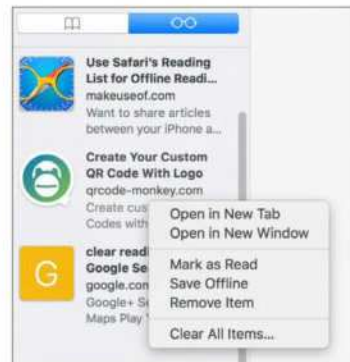 Use Safari's Reading
List for Offline Readi...
makeuseof.com
Want to share articles
between your iPhone a...
Create Your Custom
QR Code With Logo
qrcode-monkey.com
Create cus
Codes with
clear readi
G
Google Se
google.com
Google+ Se
Maps Play
Open in New Tab
Open in New Window
Mark as Read
Save Offline
Remove Item
Clear All Items...